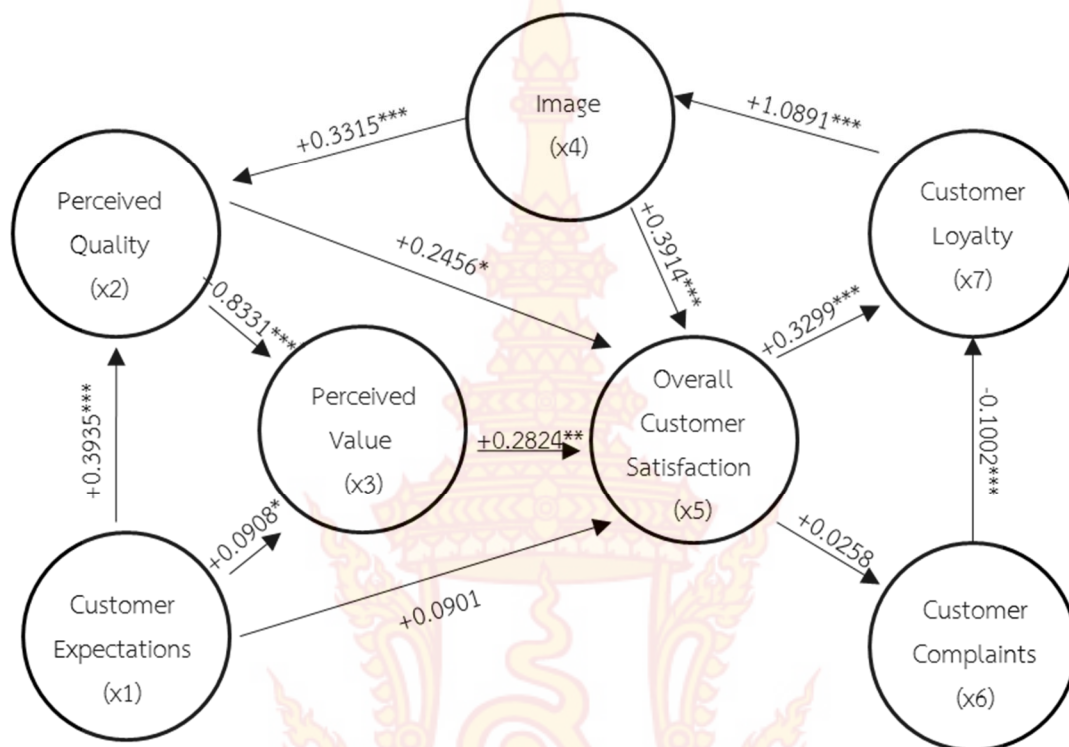 Image
(x4)
+1.0891***
+0.3315***
Perceived
Quality
(x2)
Customer
Loyalty
(x7)
+0.2456*
+0.3914***
+0.8331***
+0.3299***
Perceived
Value
(x3)
Overall
Customer
Satisfaction
(x5)
+0.3935***
+0.2824**
-0.1002****
+0.0908*
+0.0258
+0.0901
Customer
Expectations
(x1)
Customer
Complaints
(x6)